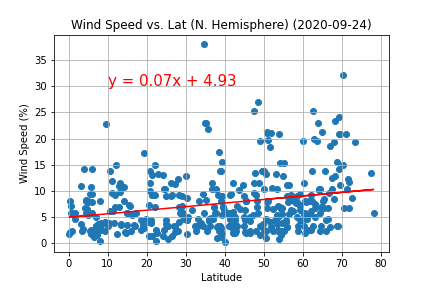 Wind Speed vs. Lat (N. Hemisphere) (2020-09-24)
35
30
25
20
15
10
5
0
Wind Speed (%)
y = 0.07x + 4.93
0 10 20 30 40 50 60 70 80
Latitude